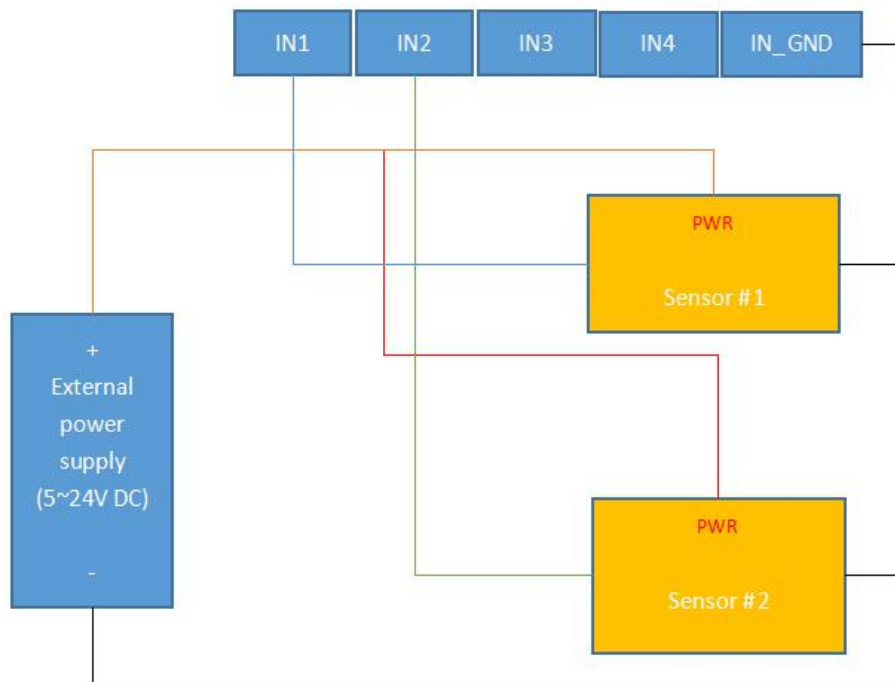 IN1 IN2 IN3 IN4 IN_GND
PWR
Sensor #1
+
External
power
supply
(5~24V DC)
-
PWR
Sensor #2